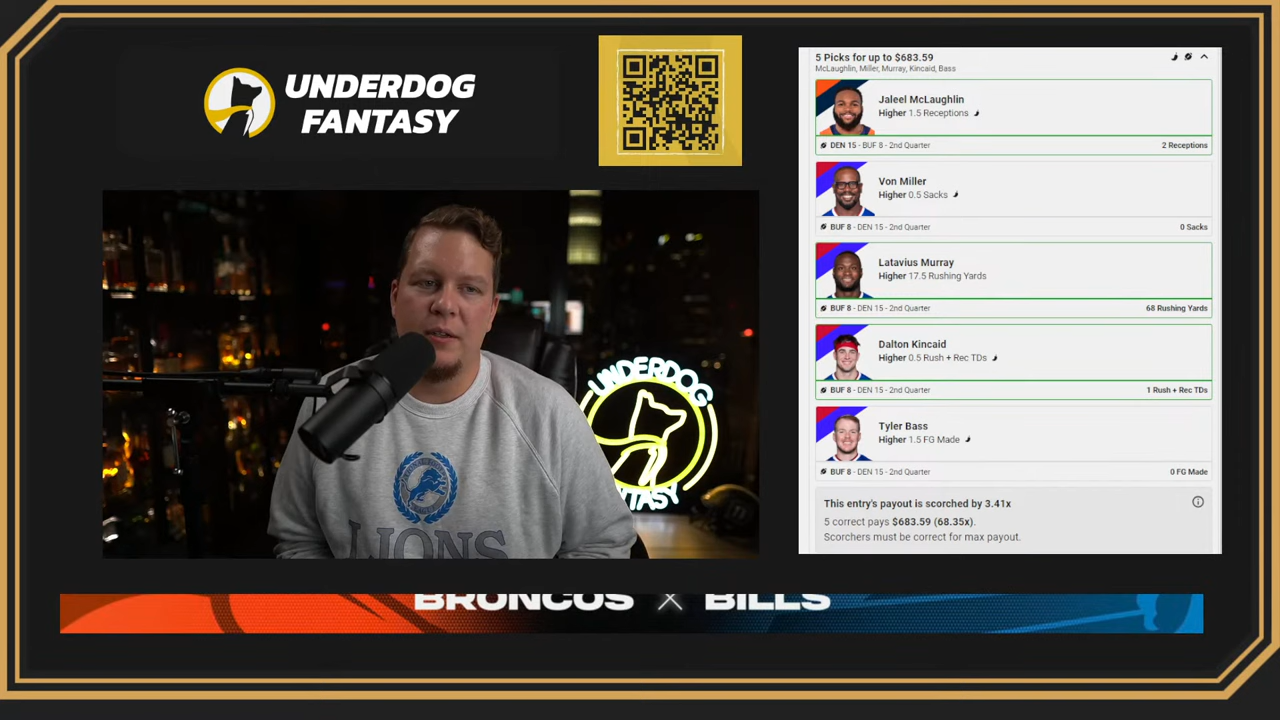 UNDERDOG
FANTASY
5 Picks for up to $683.59
McLaughlin, Miller, Murray, Kincaid, Bass
Jaleel McLaughlin
Higher 1.5 Receptions
DEN 15 - BUF 8 - 2nd Quarter
2 Receptions
Von Miller
Higher 0.5 Sacks
BUF 8 - DEN 15 - 2nd Quarter
0 Sacks
Latavius Murray
Higher 17.5 Rushing Yards
BUF 8 - DEN 15 - 2nd Quarter
68 Rushing Yards
Dalton Kincaid
Higher 0.5 Rush + Rec TDs
BUF 8 - DEN 15 - 2nd Quarter
1 Rush + Rec TDs
Tyler Bass
Higher 1.5 FG Made
BUF 8 - DEN 15 - 2nd Quarter
0 FG Made
This entry's payout is scorched by 3.41x
5 correct pays $683.59 (68.35x).
Scorchers must be correct for max payout.
UNDERDOG
LIONS
BRONCOS X BILLS